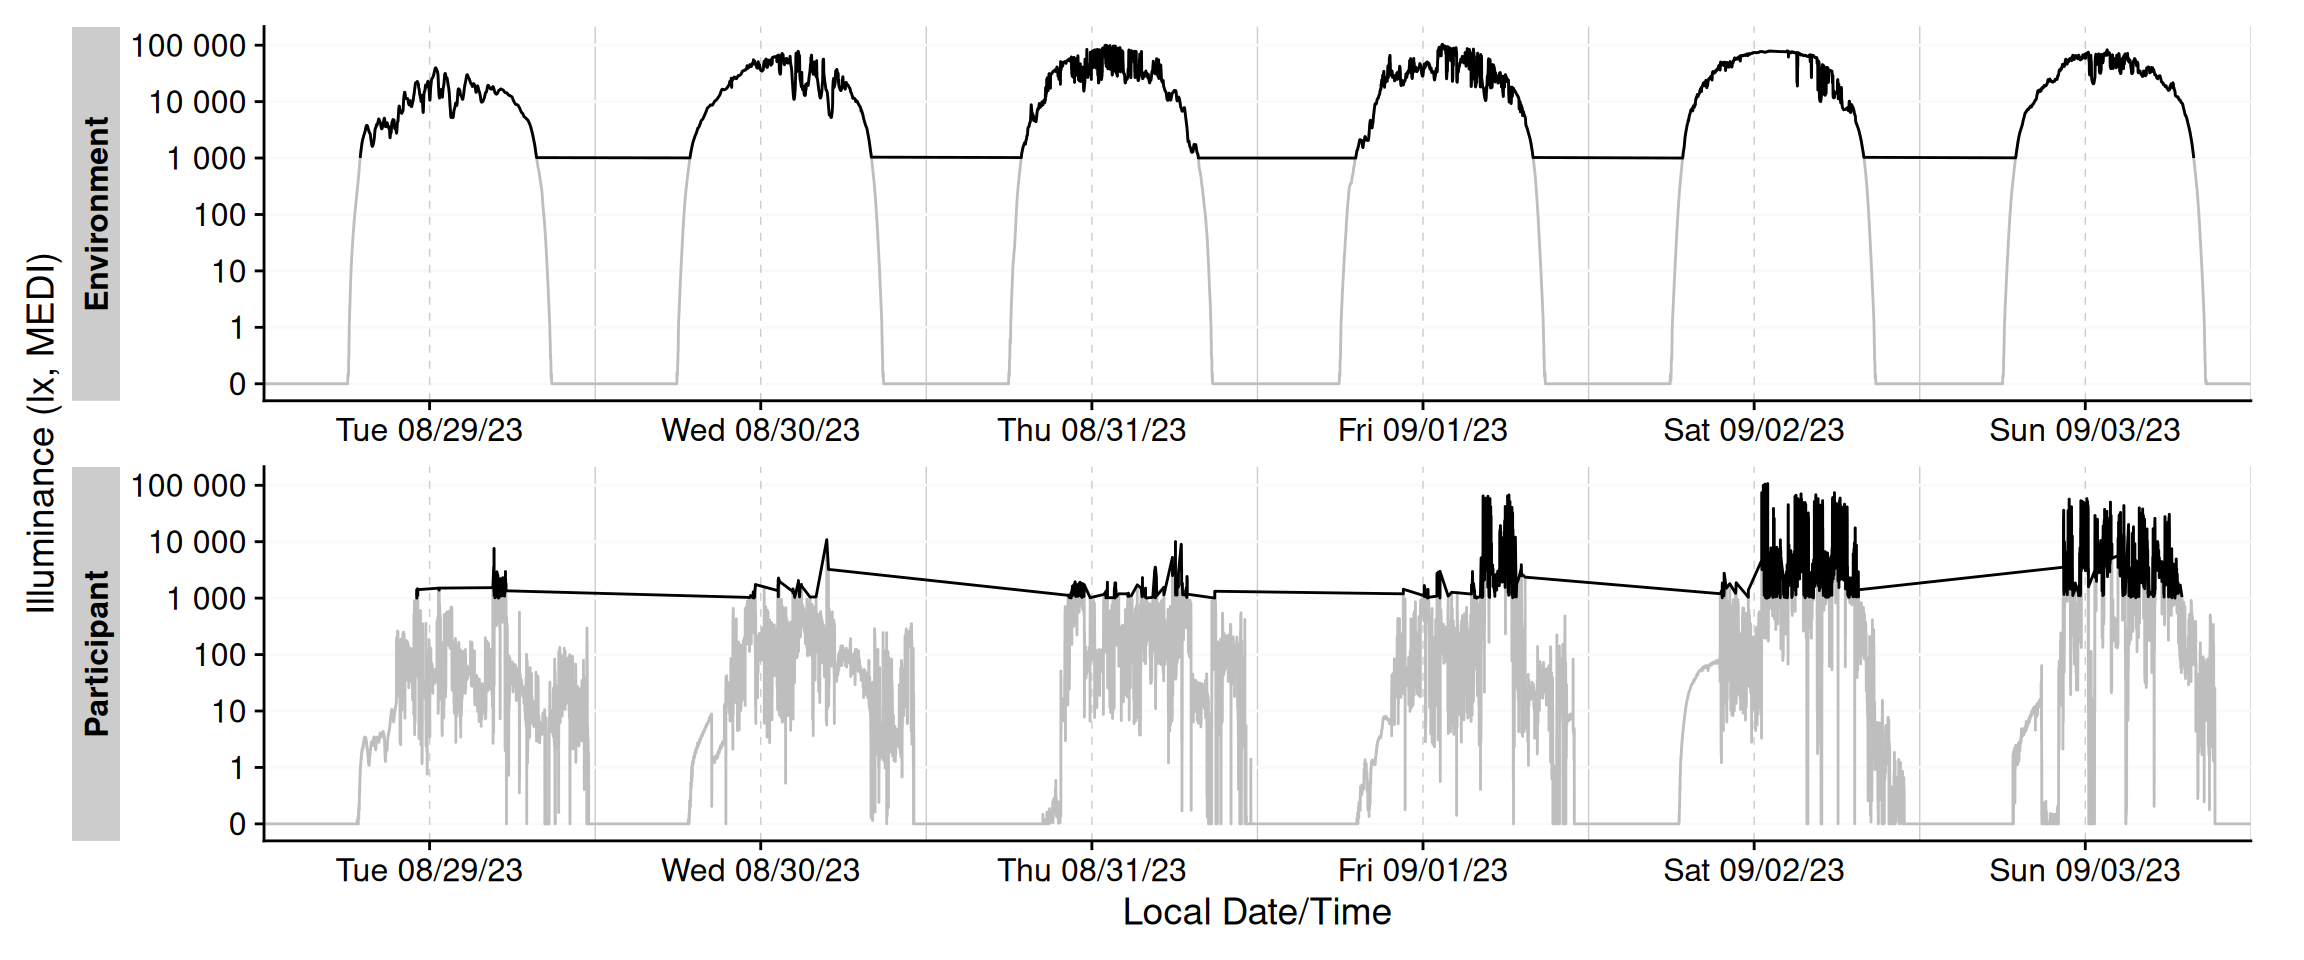 Illuminance (lx, MEDI)
Environment
100 000
10 000
1 000
100
10
1
0
Tue 08/29/23 Wed 08/30/23 Thu 08/31/23 Fri 09/01/23 Sat 09/02/23 Sun 09/03/23
Participant
100 000
10 000
1 000
100
10
1
0
Tue 08/29/23 Wed 08/30/23 Thu 08/31/23 Fri 09/01/23 Sat 09/02/23 Sun 09/03/23
Local Date/Time